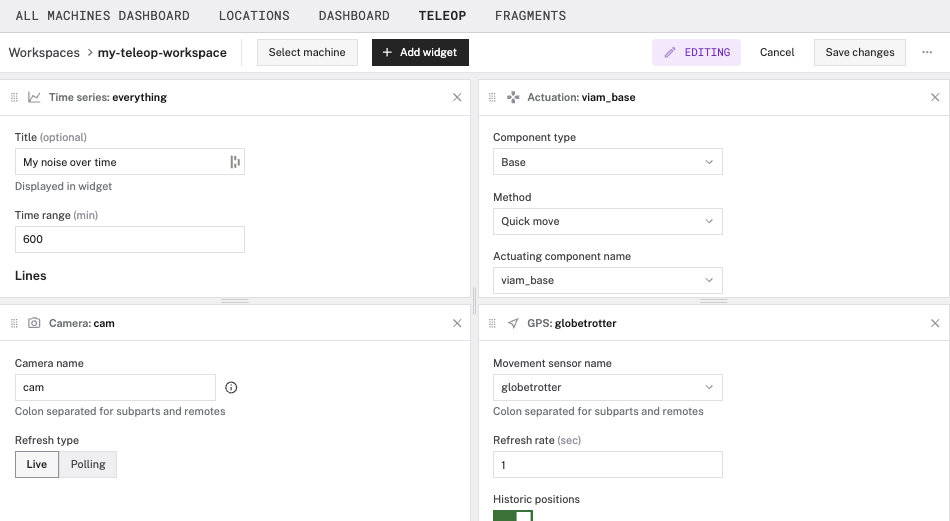 ALL MACHINES DASHBOARD LOCATIONS DASHBOARD TELEOP FRAGMENTS
Workspaces > my-teleop-workspace Select machine + Add widget EDITING Cancel Save changes ...
Time series: everything
Title (optional)
My noise over time
Displayed in widget
Time range (min)
600
Lines
Actuation: viam_base
Component type
Base
Method
Quick move
Actuating component name
viam_base
Camera: cam
Camera name
cam
Colon separated for subparts and remotes
Refresh type
Live Polling
GPS: globetrotter
Movement sensor name
globetrotter
Colon separated for subparts and remotes
Refresh rate (sec)
1
Historic positions